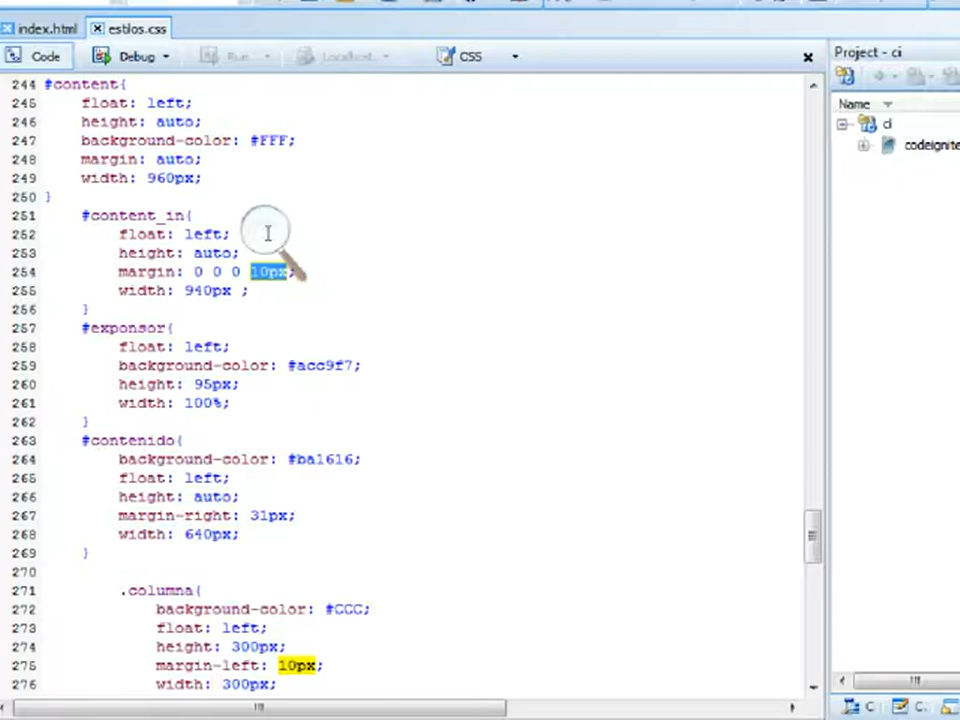 index.html
estilos.css
Code
Debug
Run
Localhost
CSS
Project - ci
244 #content{
245 float: left;
246 height: auto;
247 background-color: #FFF;
248 margin: auto;
249 width: 960px;
250 }
251 #content_in{
252 float: left;
253 height: auto;
254 margin: 0 0 0 10px;
255 width: 940px ;
256 }
257 #exponsor{
258 float: left;
259 background-color: #acc9f7;
260 height: 95px;
261 width: 100%;
262 }
263 #contenido{
264 background-color: #ba1616;
265 float: left;
266 height: auto;
267 margin-right: 31px;
268 width: 640px;
269 }
270
271 .columna{
272 background-color: #CCC;
273 float: left;
274 height: 300px;
275 margin-left: 10px;
276 width: 300px;
Name
ci
codeignite
C:
C.